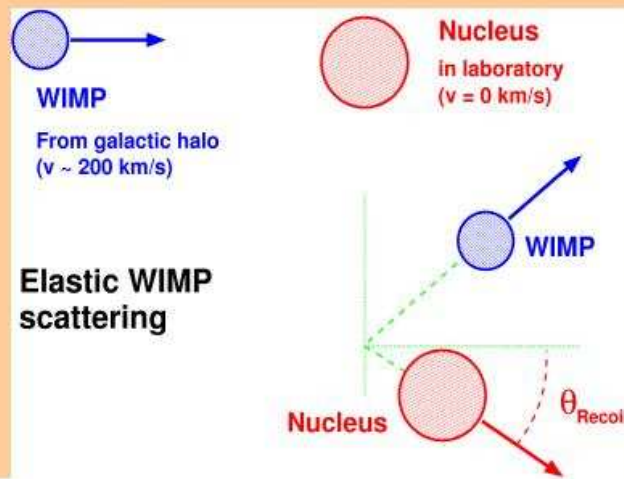 Nucleus
in laboratory
(v = 0 km/s)
WIMP
From galactic halo
(v ~ 200 km/s)
WIMP
Elastic WIMP
scattering
Nucleus
θRecoil